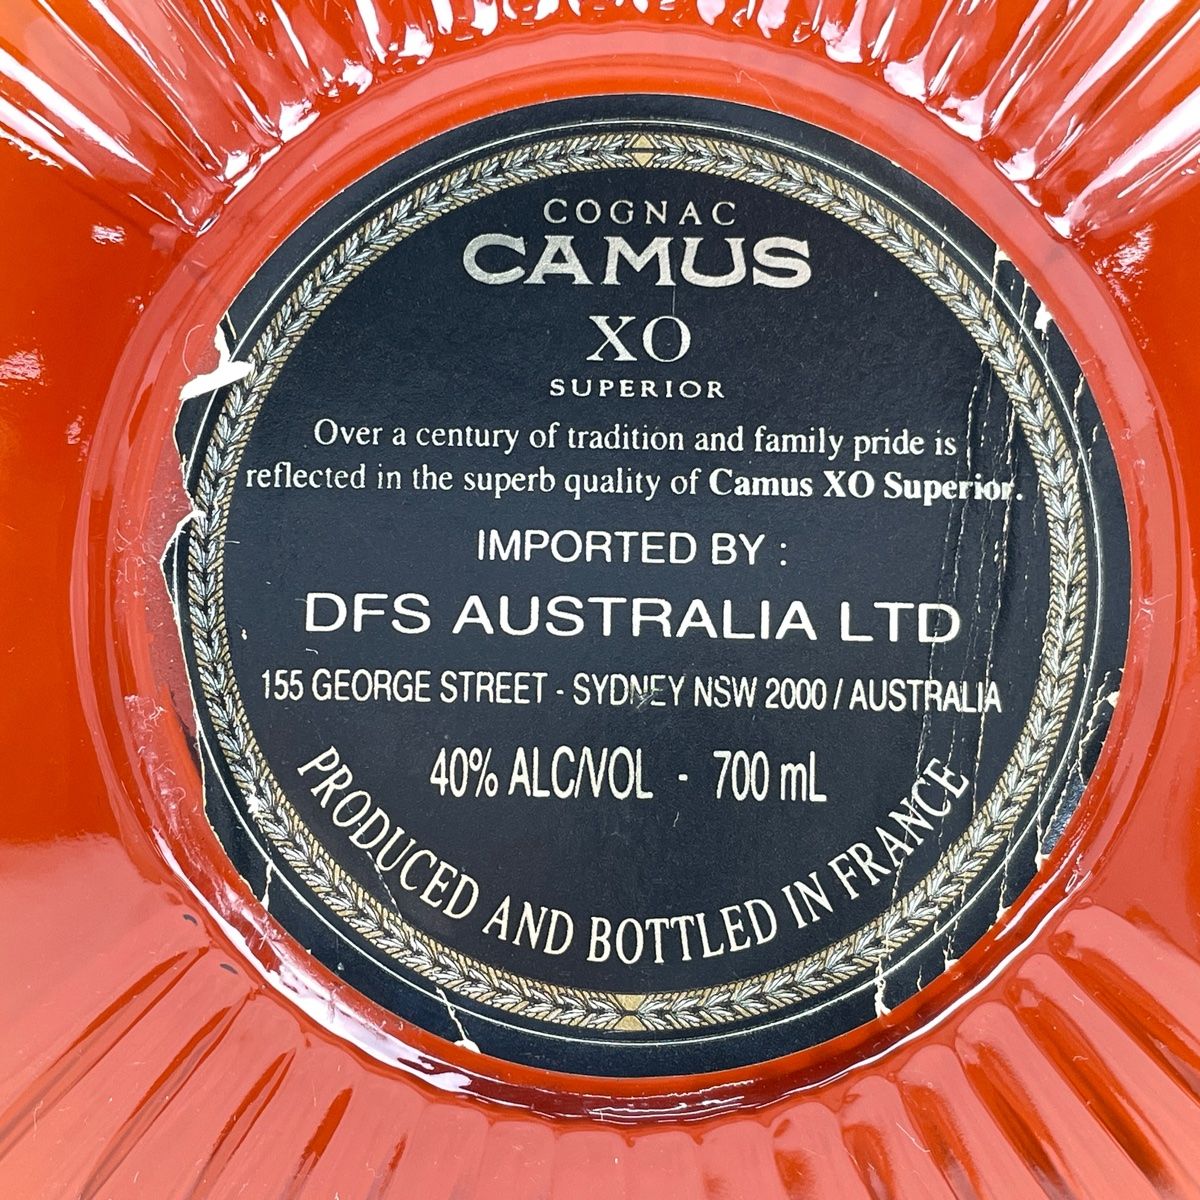 COGNAC
CAMUS
XO
SUPERIOR
Over a century of tradition and family pride is
reflected in the superb quality of Camus XO Superior.
IMPORTED BY :
DFS AUSTRALIA LTD
155 GEORGE STREET - SYDNEY NSW 2000 / AUSTRALIA
40% ALC/VOL - 700 mL
PRODUCED AND BOTTLED IN FRANCE